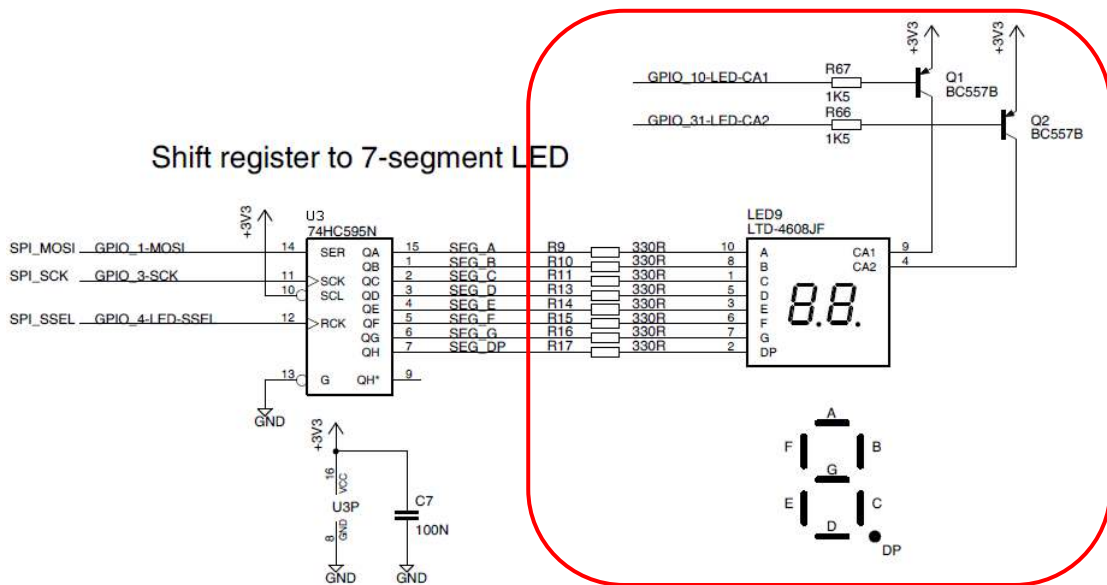 +3V3 +3V3
GPIO_10-LED-CA1 R67 1K5 Q1 BC557B
GPIO_31-LED-CA2 R66 1K5 Q2 BC557B
Shift register to 7-segment LED
+3V3
U3
74HC595N
LED9
LTD-4608JF
SPI_MOSI GPIO_1-MOSI 14 SER QA 15 SEG_A R9 330R 10 A CA1 9
QB 1 SEG_B R10 330R 8 B CA2 4
SPI_SCK GPIO_3-SCK 11 SCK QC 2 SEG_C R11 330R 1 C
10 SCL QD 3 SEG_D R13 330R 5 D
QE 4 SEG_E R14 330R 3 E
SPI_SSEL GPIO_4-LED-SSEL 12 RCK QF 5 SEG_F R15 330R 6 F
QG 6 SEG_G R16 330R 7 G
QH 7 SEG_DP R17 330R 2 DP
8.8.
13 G QH* 9
GND
+3V3
16 VCC
U3P
8 GND
GND
C7
100N
GND
A
F B
G
E C
D
DP